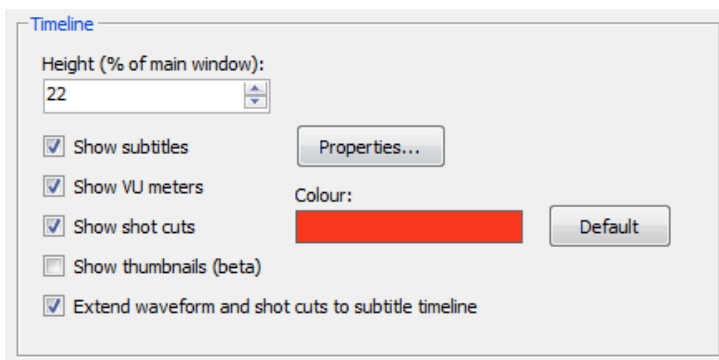 Timeline
Height (% of main window):
22
Show subtitles
Properties...
Show VU meters
Colour:
Show shot cuts
Default
Show thumbnails (beta)
Extend waveform and shot cuts to subtitle timeline